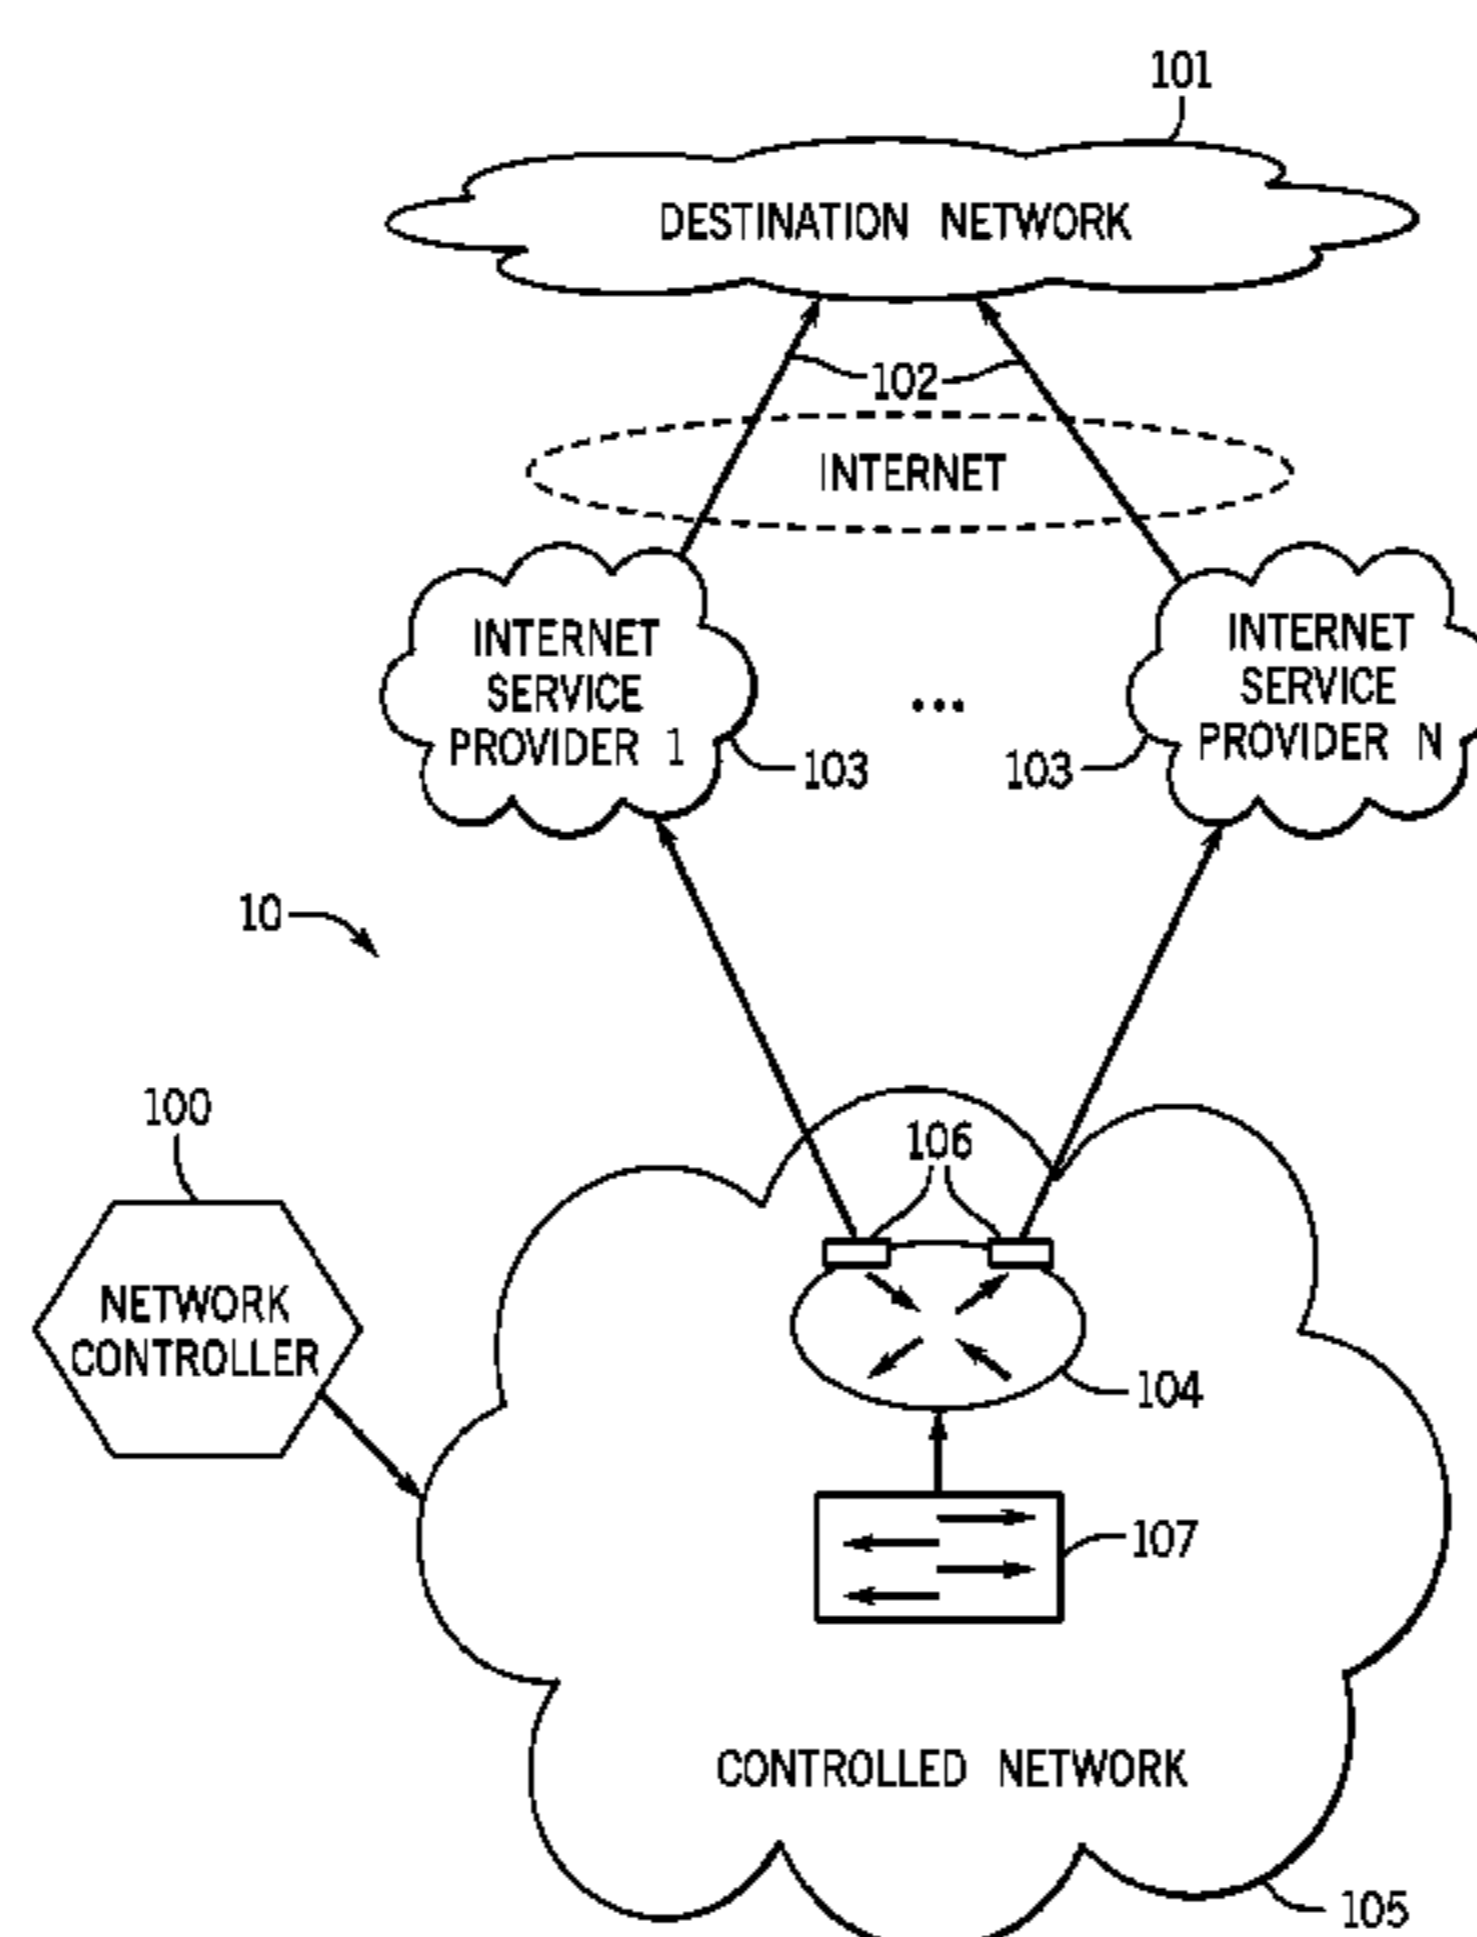 101
DESTINATION NETWORK
102
INTERNET
INTERNET
SERVICE
PROVIDER 1
103
...
INTERNET
SERVICE
PROVIDER N
103
10
100
NETWORK
CONTROLLER
106
104
107
CONTROLLED NETWORK
105